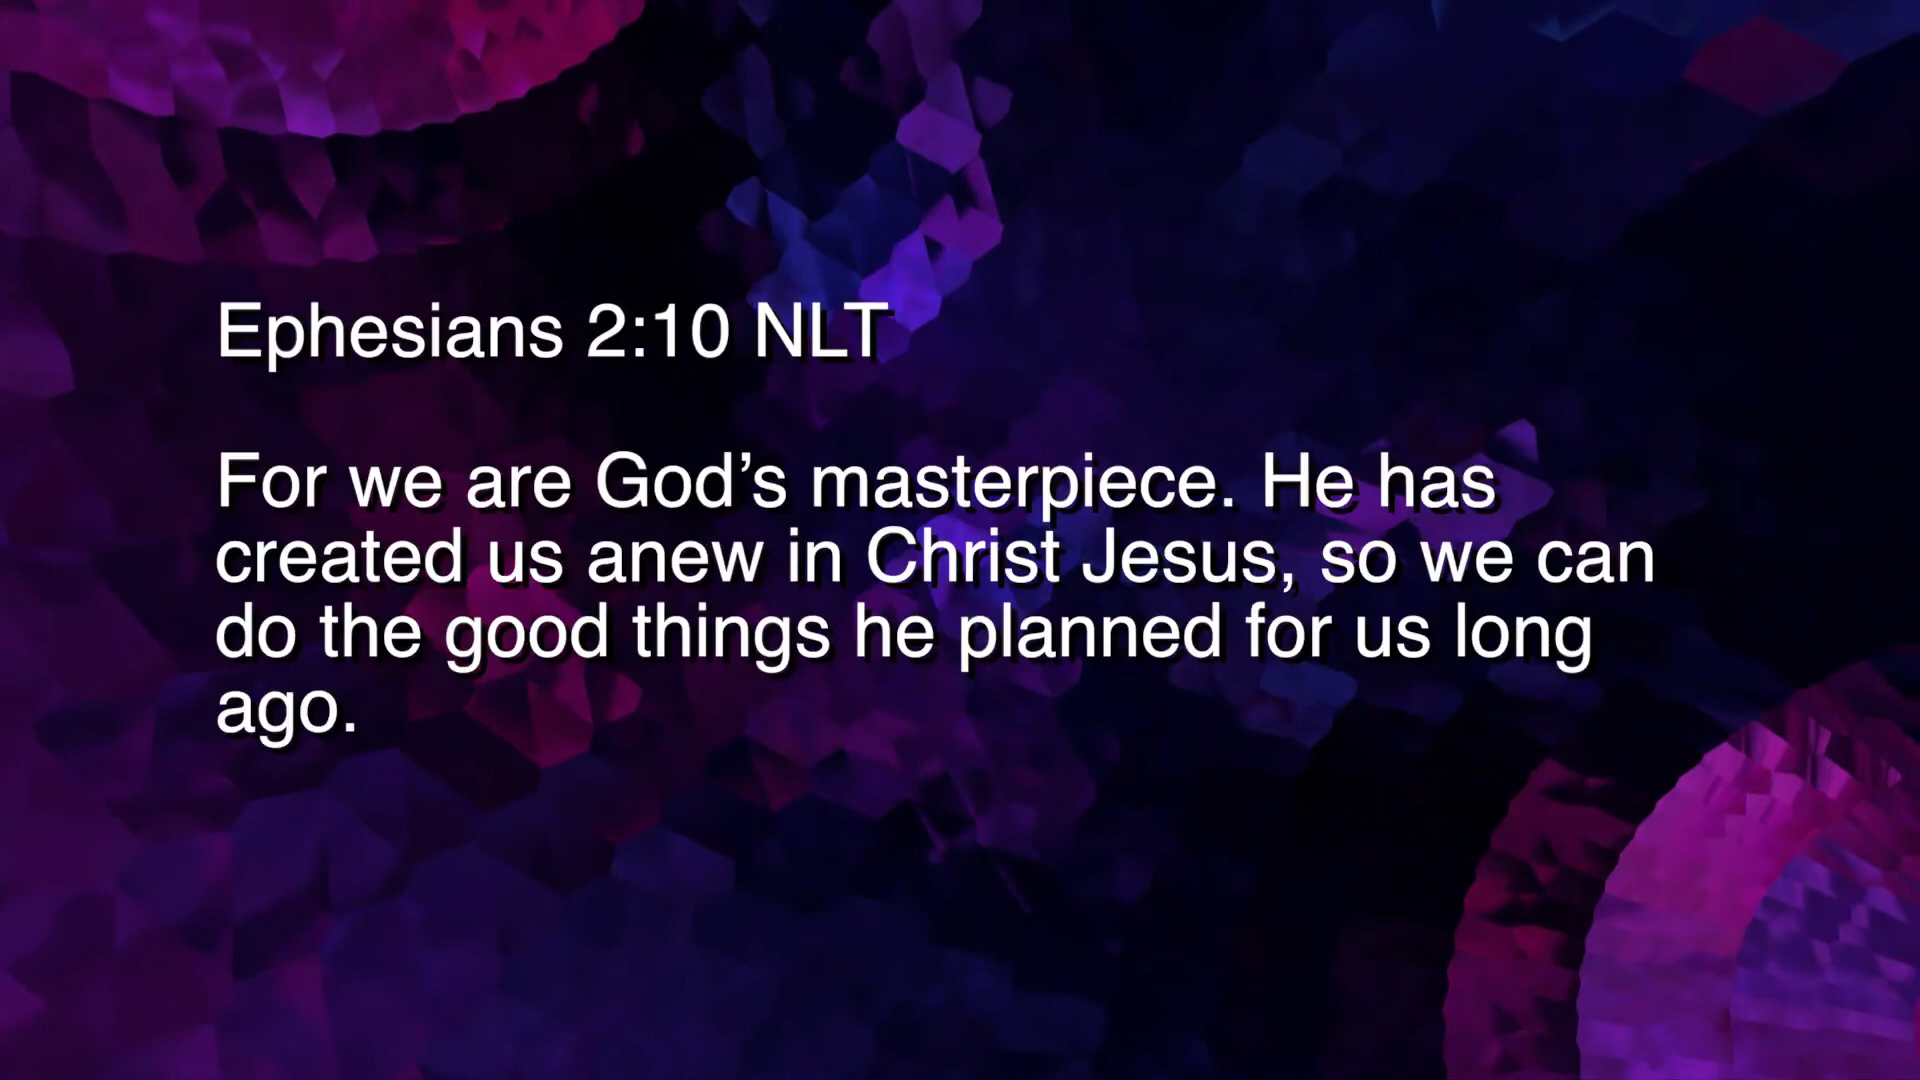 Ephesians 2:10 NLT
For we are God’s masterpiece. He has
created us anew in Christ Jesus, so we can
do the good things he planned for us long
ago.